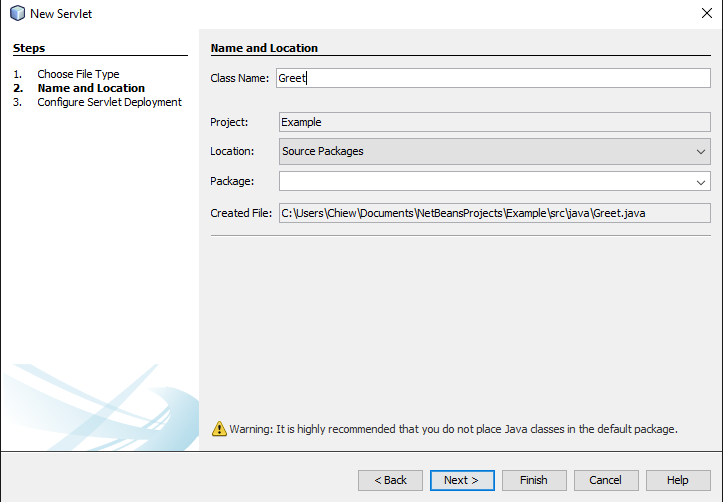 New Servlet
Steps
1. Choose File Type
2. Name and Location
3. Configure Servlet Deployment
Name and Location
Class Name: Greet
Project: Example
Location: Source Packages
Package:
Created File: C:\Users\Chiew\Documents\NetBeansProjects\Example\src\java\Greet.java
Warning: It is highly recommended that you do not place Java classes in the default package.
< Back Next > Finish Cancel Help